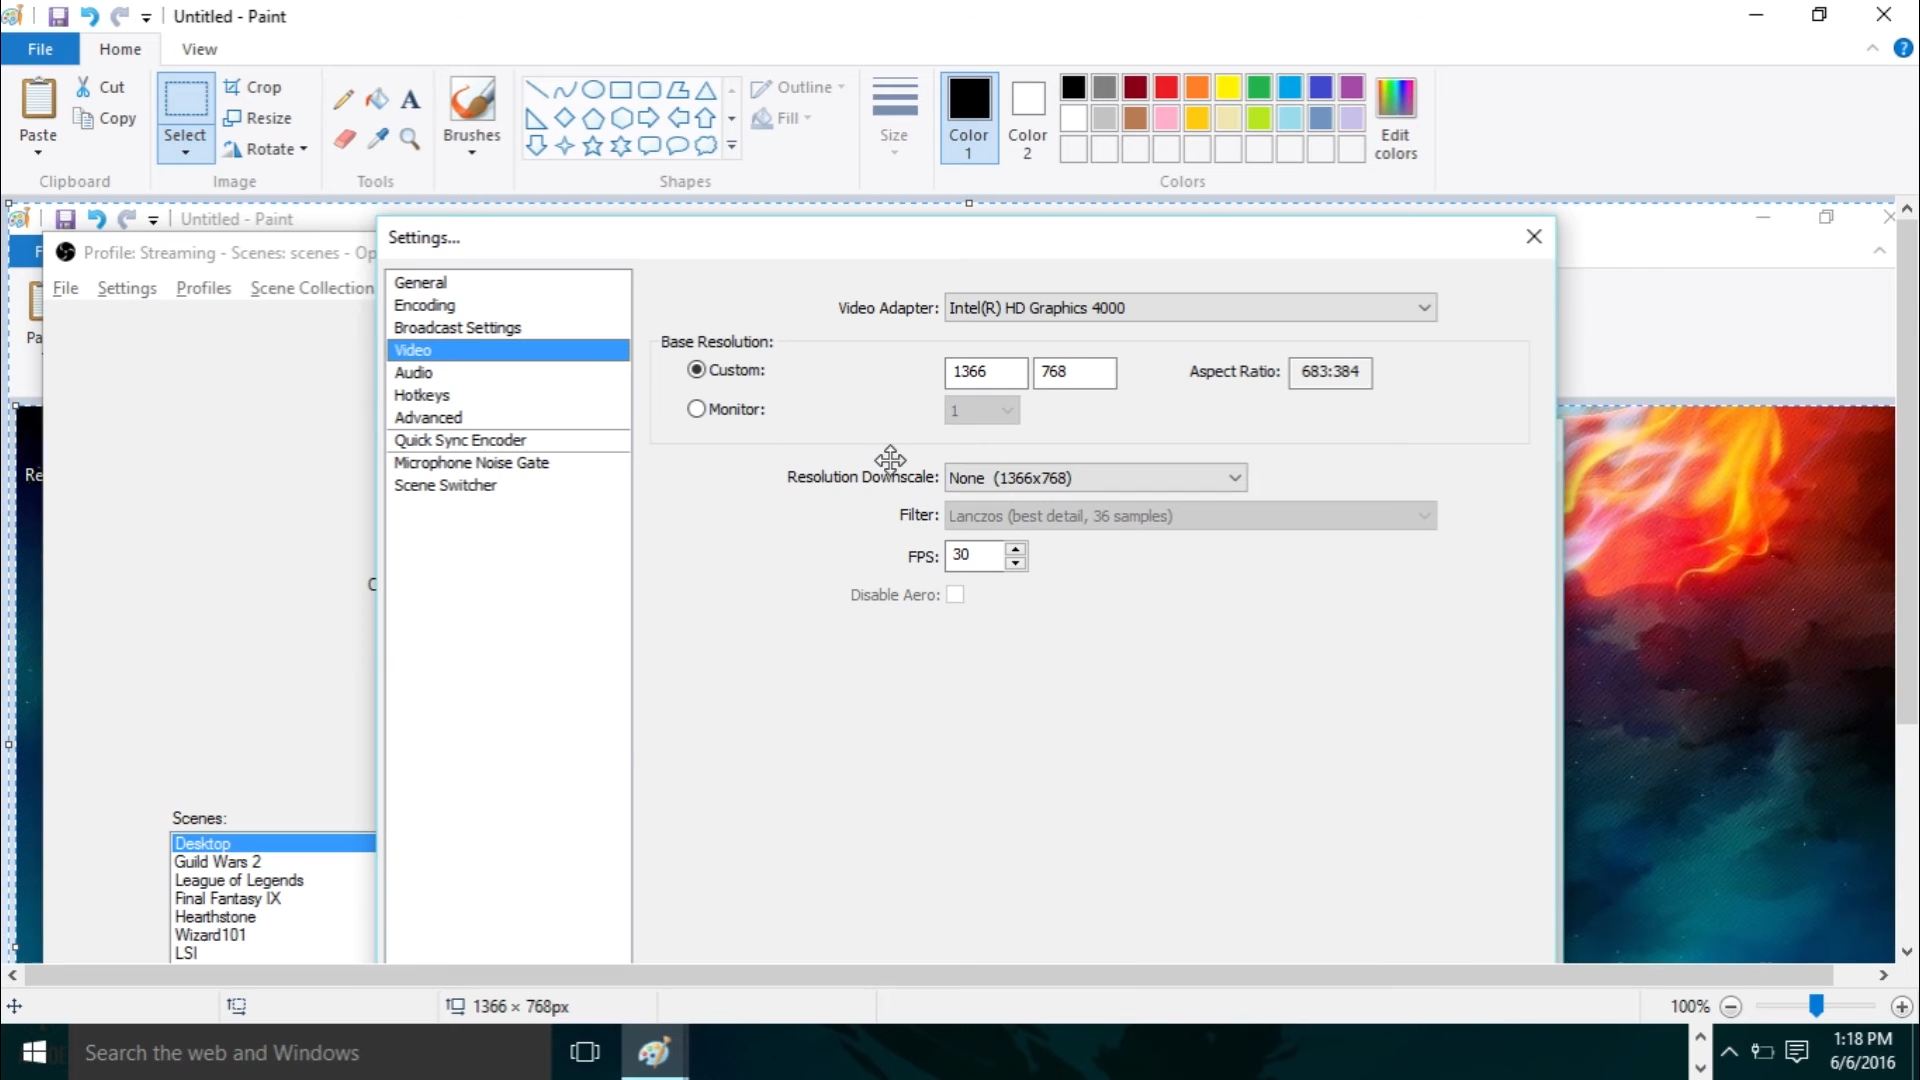 Untitled - Paint
File Home View
Paste
Cut
Copy
Clipboard
Select
Crop
Resize
Rotate
Image
A
Tools
Brushes
Shapes
Outline
Fill
Size
Color 1
Color 2
Colors
Edit colors
?
Untitled - Paint
Profile: Streaming - Scenes: scenes - Op
File Settings Profiles Scene Collection
F
Pa
Re
C
Scenes:
Desktop
Guild Wars 2
League of Legends
Final Fantasy IX
Hearthstone
Wizard101
LSI
Settings...
General
Encoding
Broadcast Settings
Video
Audio
Hotkeys
Advanced
Quick Sync Encoder
Microphone Noise Gate
Scene Switcher
Video Adapter: Intel(R) HD Graphics 4000
Base Resolution:
Custom: 1366 768 Aspect Ratio: 683:384
Monitor: 1
Resolution Downscale: None (1366x768)
Filter: Lanczos (best detail, 36 samples)
FPS: 30
Disable Aero:
1366 × 768px
100%
Search the web and Windows
1:18 PM
6/6/2016